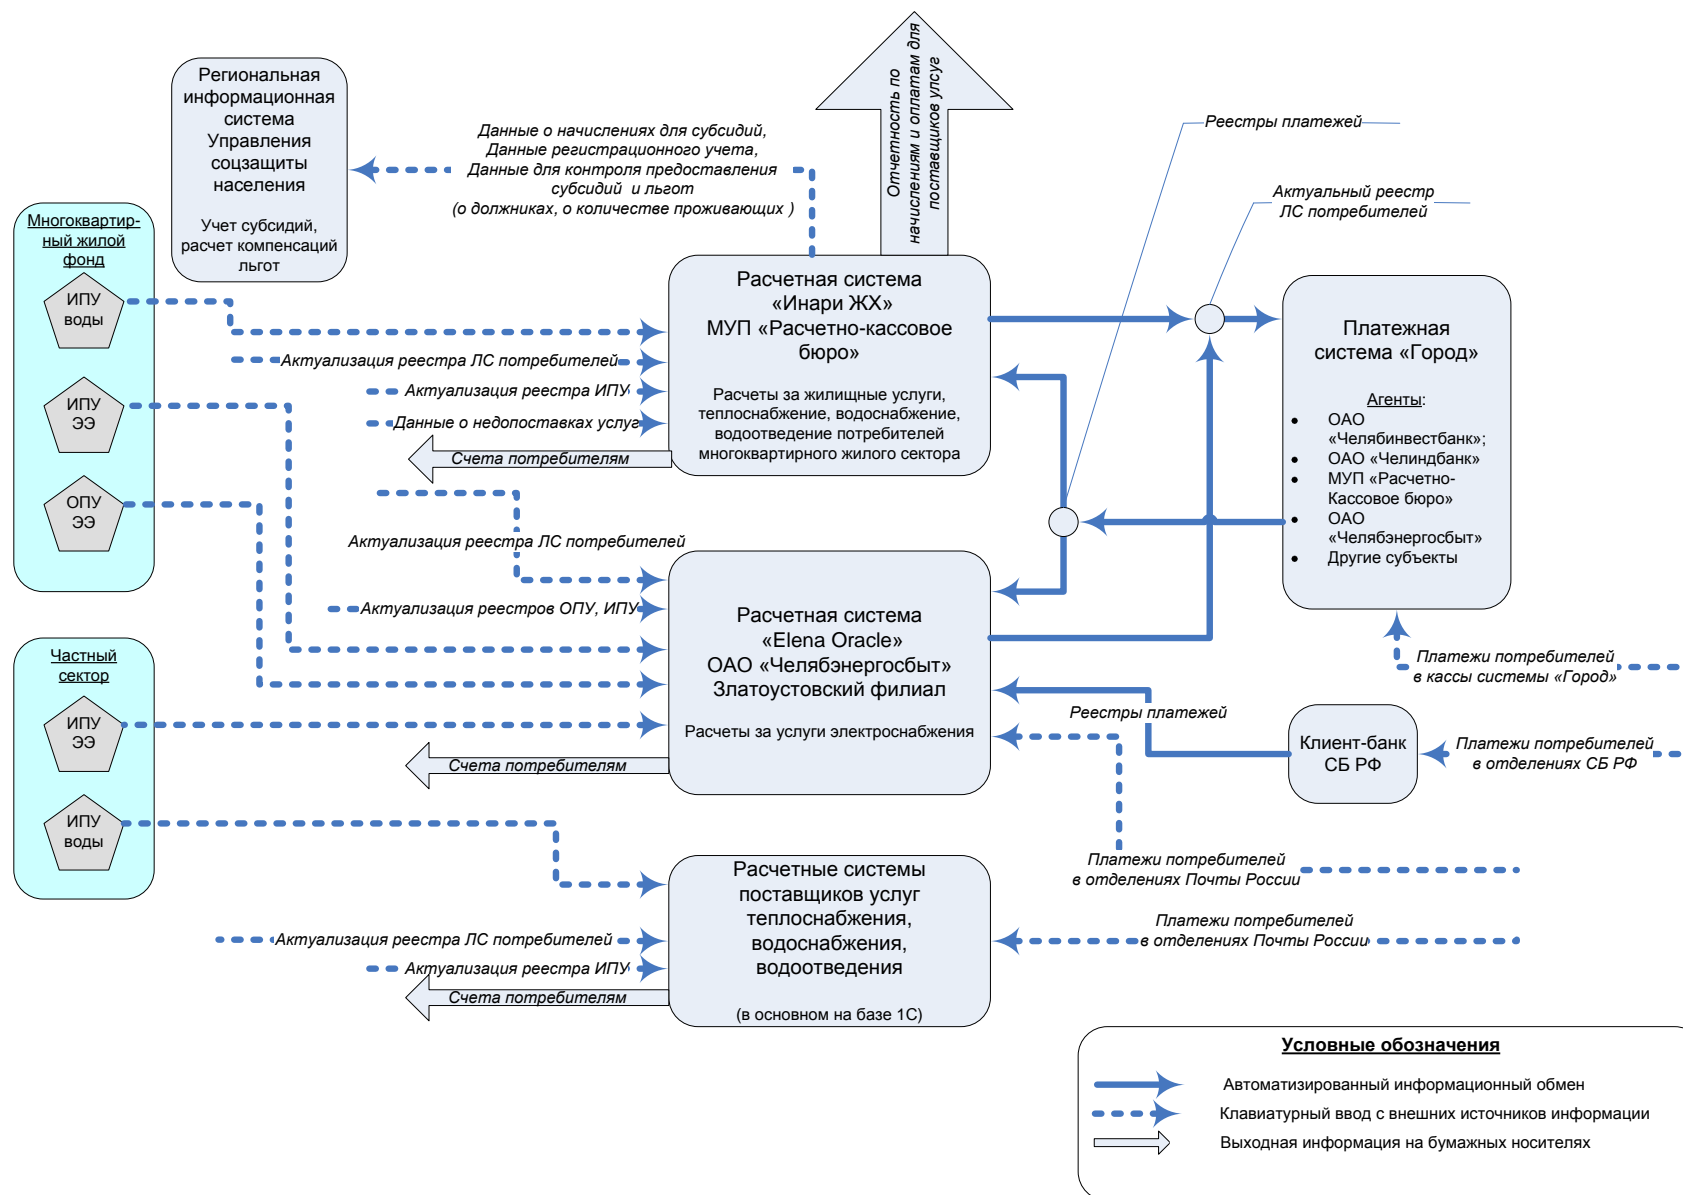 Региональная
информационная
система
Управления
соцзащиты
населения
Учет субсидий,
расчет компенсаций
льгот
Данные о начислениях для субсидий,
Данные регистрационного учета,
Данные для контроля предоставления
субсидий и льгот
(о должниках, о количестве проживающих )
Отчетность по
начислениям и оплатам для
поставщиков улсуг
Реестры платежей
Актуальный реестр
ЛС потребителей
Многоквартир-
ный жилой
фонд
ИПУ
воды
ИПУ
ЭЭ
ОПУ
ЭЭ
Актуализация реестра ЛС потребителей
Актуализация реестра ИПУ
Данные о недопоставках услуг
Счета потребителям
Расчетная система
«Инари ЖХ»
МУП «Расчетно-кассовое
бюро»
Расчеты за жилищные услуги,
теплоснабжение, водоснабжение,
водоотведение потребителей
многоквартирного жилого сектора
Платежная
система «Город»
Агенты:
• ОАО
«Челябинвестбанк»;
• ОАО «Челиндбанк»
• МУП «Расчетно-
Кассовое бюро»
• ОАО
«Челябэнергосбыт»
• Другие субъекты
Актуализация реестра ЛС потребителей
Актуализация реестров ОПУ, ИПУ
Расчетная система
«Elena Oracle»
ОАО «Челябэнергосбыт»
Златоустовский филиал
Расчеты за услуги электроснабжения
Счета потребителям
Частный
сектор
ИПУ
ЭЭ
ИПУ
воды
Платежи потребителей
в кассы системы «Город»
Реестры платежей
Клиент-банк
СБ РФ
Платежи потребителей
в отделениях СБ РФ
Платежи потребителей
в отделениях Почты России
Расчетные системы
поставщиков услуг
теплоснабжения,
водоснабжения,
водоотведения
(в основном на базе 1С)
Актуализация реестра ЛС потребителей
Актуализация реестра ИПУ
Счета потребителям
Платежи потребителей
в отделениях Почты России
Условные обозначения
Автоматизированный информационный обмен
Клавиатурный ввод с внешних источников информации
Выходная информация на бумажных носителях